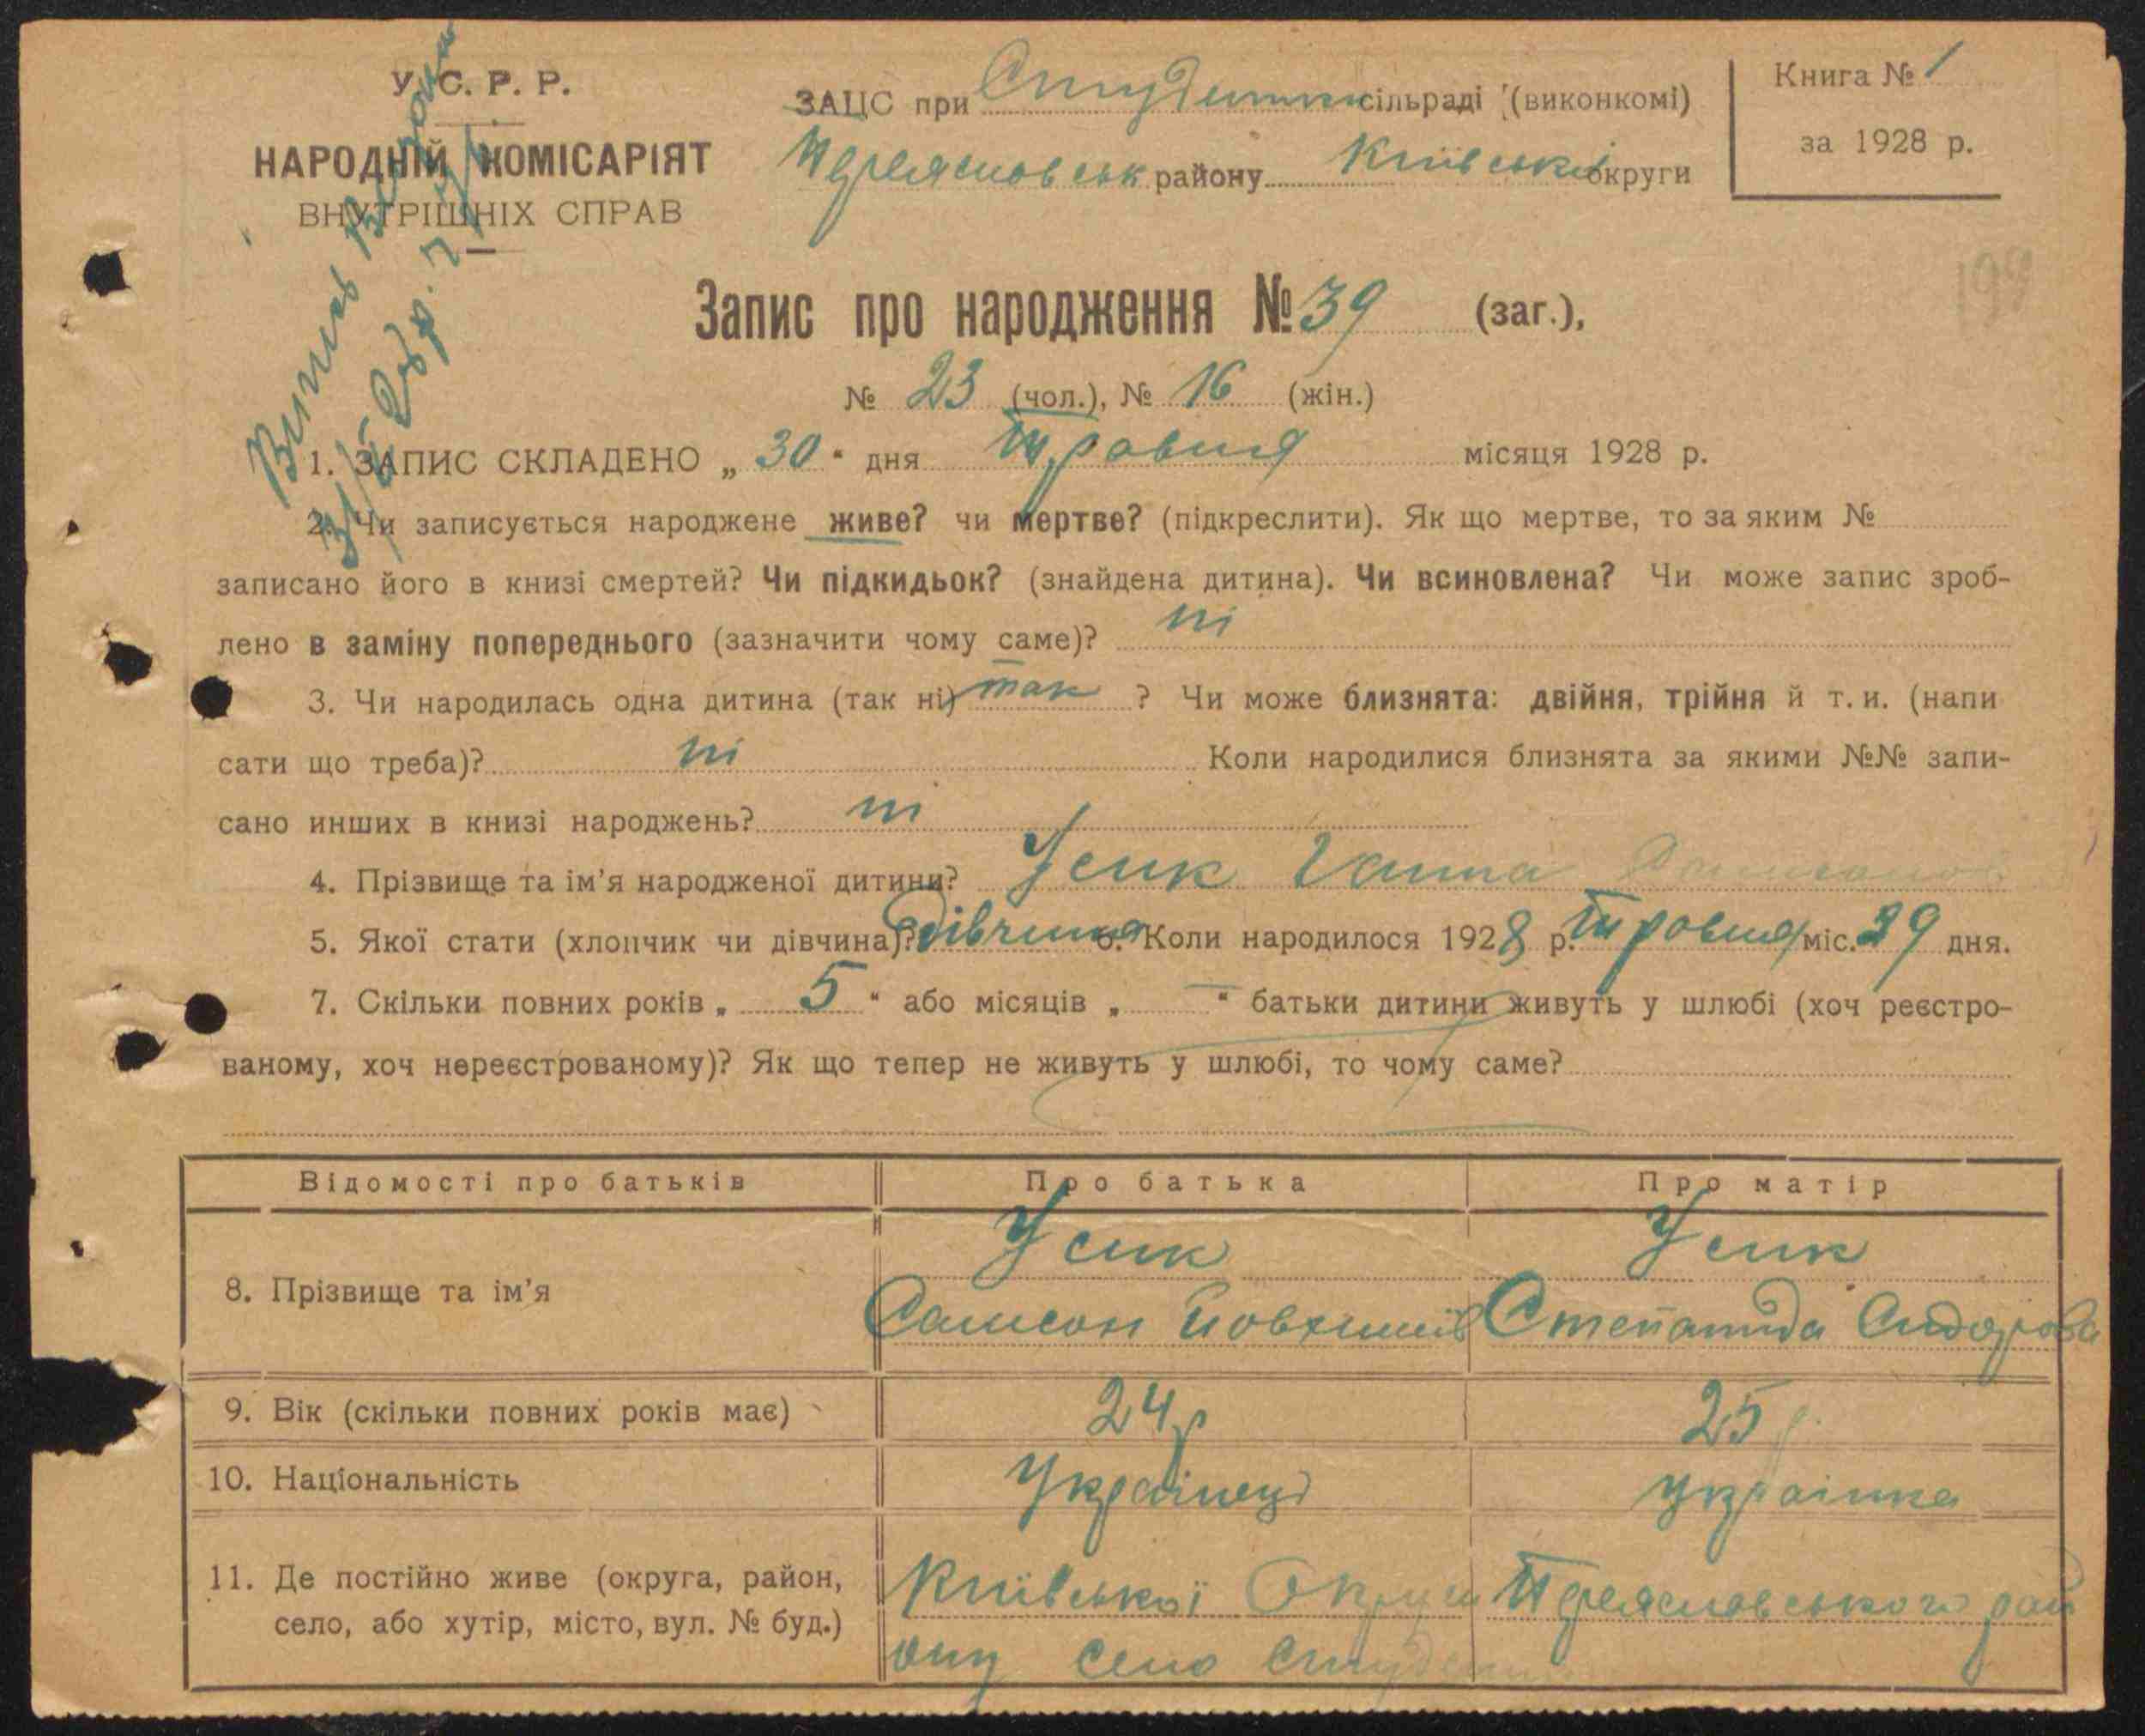 У. С. Р. Р.
НАРОДНІЙ КОМІСАРІЯТ
ВНУТРІШНІХ СПРАВ
ЗАЦС при сільраді (виконкомі)
району Київської округи
Книга № 1
за 1928 р.
Запис про народження № 39 (заг.),
№ 23 (чол.), № 16 (жін.)
1. ЗАПИС СКЛАДЕНО „ 30 “ дня травня місяця 1928 р.
2. Чи записується народжене живе? чи мертве? (підкреслити). Як що мертве, то за яким №
записано його в книзі смертей? Чи підкидьок? (знайдена дитина). Чи всиновлена? Чи може запис зроб-
лено в заміну попереднього (зазначити чому саме)? ні
3. Чи народилась одна дитина (так ні) так ? Чи може близнята: двійня, трійня й т. и. (напи
сати що треба)? ні Коли народилися близнята за якими №№ запи-
сано инших в книзі народжень? ні
4. Прізвище та ім’я народженої дитини? Усик Ганна
5. Якої стати (хлопчик чи дівчина)? дівчина 6. Коли народилося 1928 р. травня міс. 29 дня.
7. Скільки повних років „ 5 “ або місяців „ — “ батьки дитини живуть у шлюбі (хоч реєстро-
ваному, хоч нереєстрованому)? Як що тепер не живуть у шлюбі, то чому саме?
Відомості про батьків Про батька Про матір
8. Прізвище та ім’я Усик Усик
Самсон Степанида
9. Вік (скільки повних років має) 24 р 25 р.
10. Національність Українец українка
11. Де постійно живе (округа, район, Київської Округи Переяславського рай
село, або хутір, місто, вул. № буд.) ону село